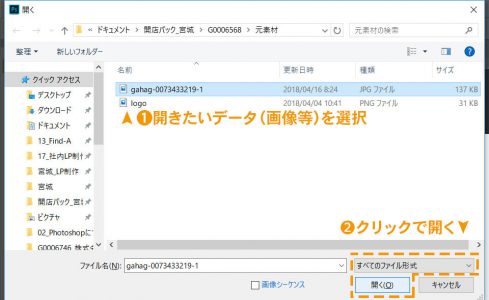 開く
« ドキュメント > 開店パック_宮城 > G0006568 > 元素材
元素材の検索
整理 新しいフォルダー
名前 更新日時 種類 サイズ
クイック アクセス
デスクトップ
ダウンロード
ドキュメント
13_Find-A
17_社内LP制作
宮城_LP制作
宮城
ピクチャ
02_Photoshopに
G0006746_株式
gahag-0073433219-1 2018/04/16 8:24 JPG ファイル 137 KB
logo 2018/04/04 10:41 PNG ファイル 31 KB
❶開きたいデータ（画像等）を選択
❷クリックで開く
ファイル名(N): gahag-0073433219-1
すべてのファイル形式
開く(O) キャンセル
画像シーケンス